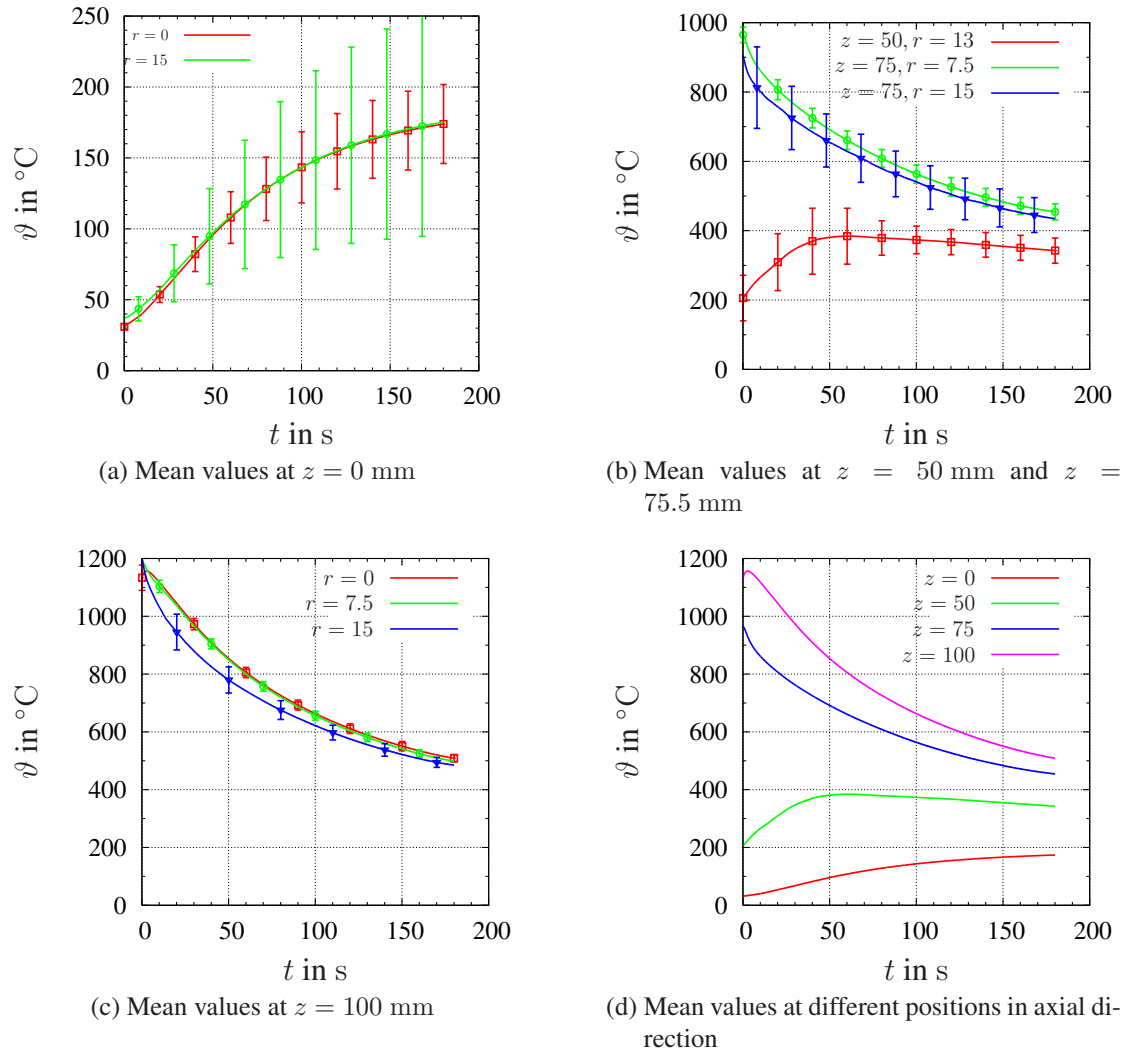 250
200
150
100
50
0
ϑ in °C
r = 0
r = 15
0 50 100 150 200
t in s
(a) Mean values at z = 0 mm
1000
800
600
400
200
0
ϑ in °C
z = 50, r = 13
z = 75, r = 7.5
z = 75, r = 15
0 50 100 150 200
t in s
(b) Mean values at z = 50 mm and z =
75.5 mm
1200
1000
800
600
400
200
0
ϑ in °C
r = 0
r = 7.5
r = 15
0 50 100 150 200
t in s
(c) Mean values at z = 100 mm
1200
1000
800
600
400
200
0
ϑ in °C
z = 0
z = 50
z = 75
z = 100
0 50 100 150 200
t in s
(d) Mean values at different positions in axial di-
rection